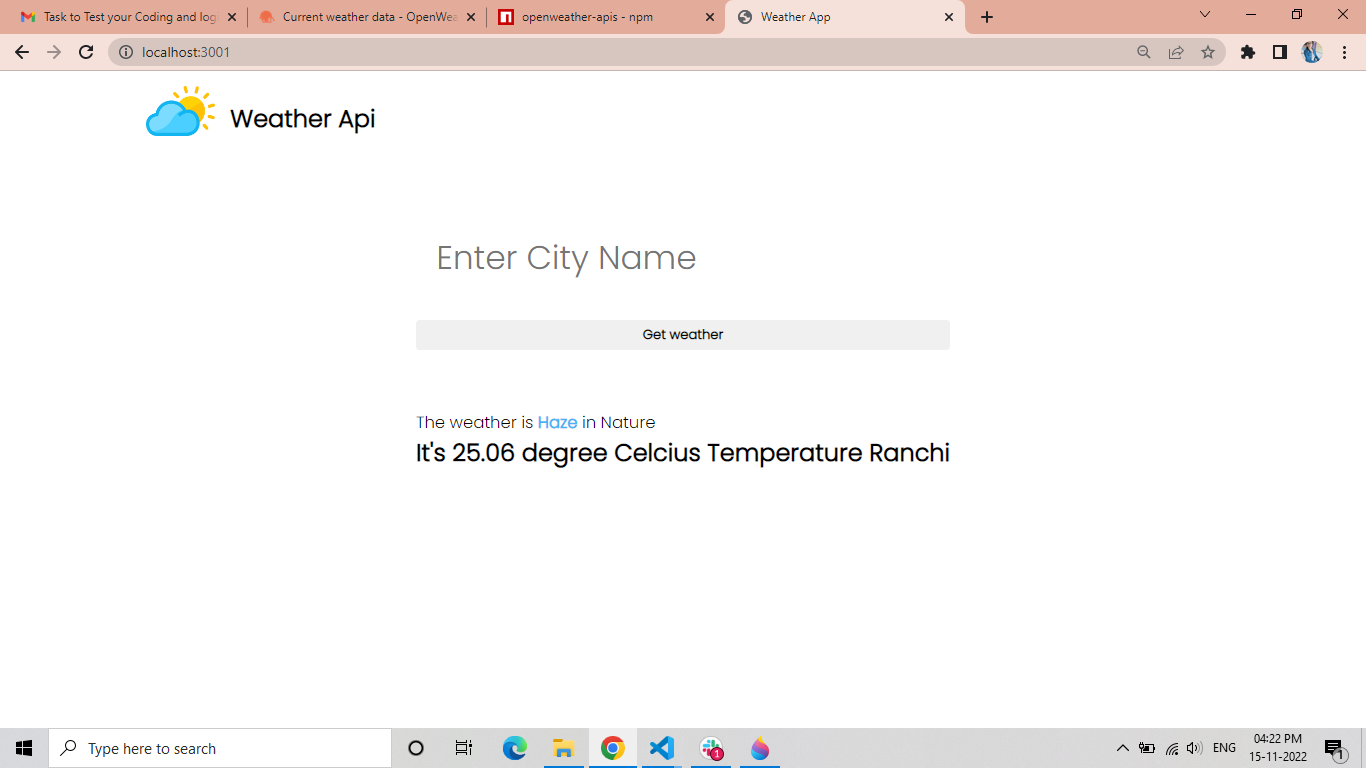 Task to Test your Coding and log
Current weather data - OpenWea
openweather-apis - npm
Weather App
localhost:3001
Weather Api
Enter City Name
Get weather
The weather is Haze in Nature
It's 25.06 degree Celcius Temperature Ranchi
Type here to search
1
ENG
04:22 PM
15-11-2022
1